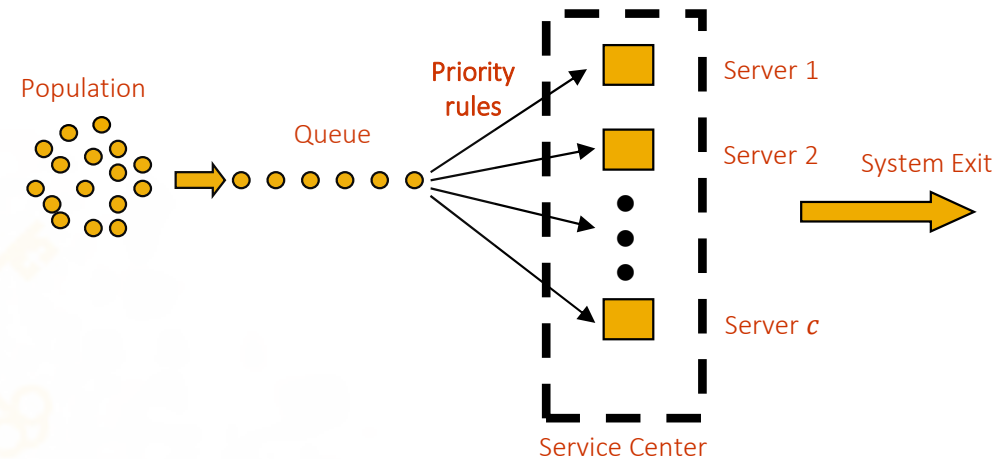 Population
Queue
Priority
rules
Server 1
Server 2
Server c
System Exit
Service Center